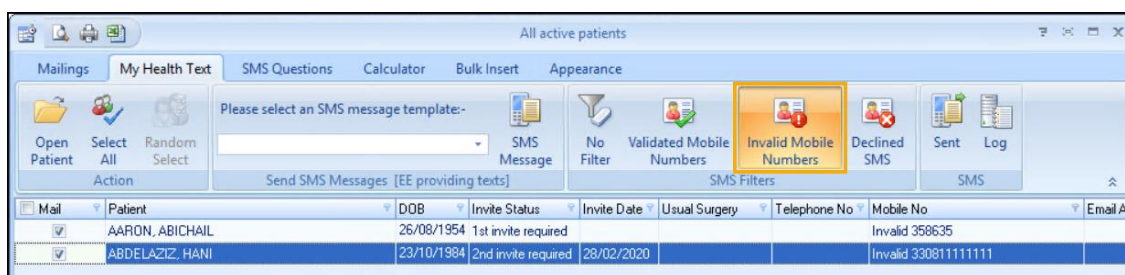 All active patients
Mailings My Health Text SMS Questions Calculator Bulk Insert Appearance
Please select an SMS message template:-
Open Patient Select All Random Select SMS Message No Filter Validated Mobile Numbers Invalid Mobile Numbers Declined SMS Sent Log
Action Send SMS Messages [EE providing texts] SMS Filters SMS
Mail Patient DOB Invite Status Invite Date Usual Surgery Telephone No Mobile No Email A
AARON, ABICHAIL 26/08/1954 1st invite required Invalid 358635
ABDELAZIZ, HANI 23/10/1984 2nd invite required 28/02/2020 Invalid 330811111111